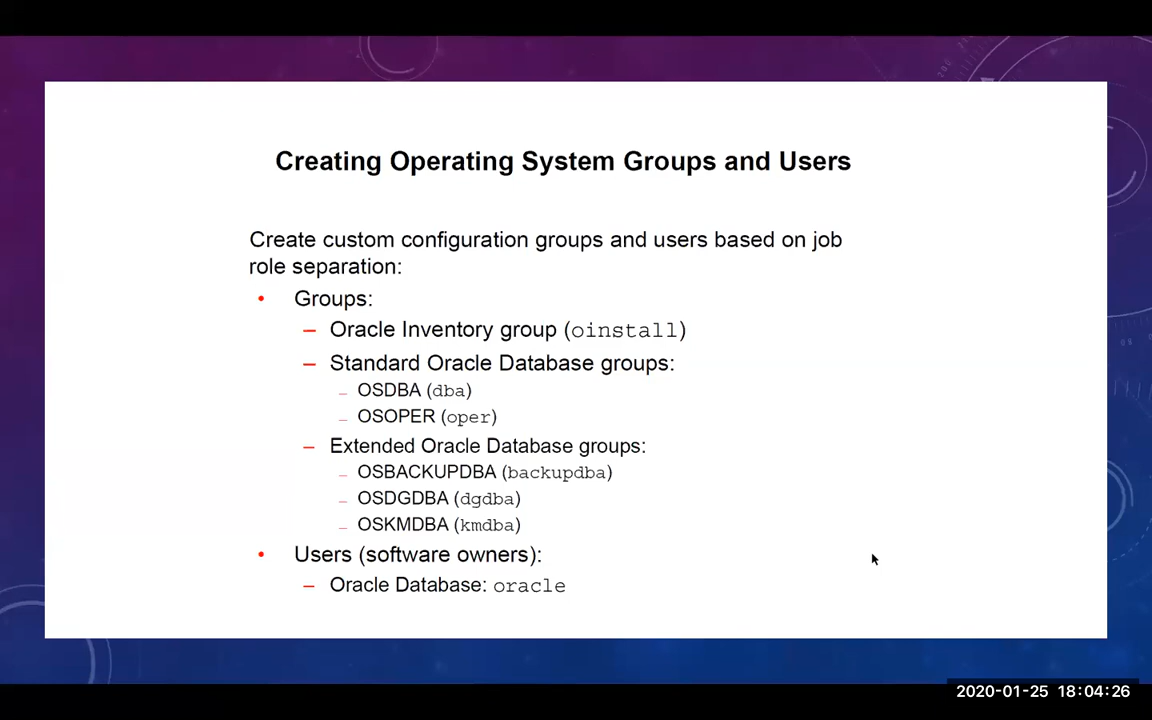 Creating Operating System Groups and Users
Create custom configuration groups and users based on job
role separation:
• Groups:
– Oracle Inventory group (oinstall)
– Standard Oracle Database groups:
– OSDBA (dba)
– OSOPER (oper)
– Extended Oracle Database groups:
– OSBACKUPDBA (backupdba)
– OSDGDBA (dgdba)
– OSKMDBA (kmdba)
• Users (software owners):
– Oracle Database: oracle
2020-01-25 18:04:26